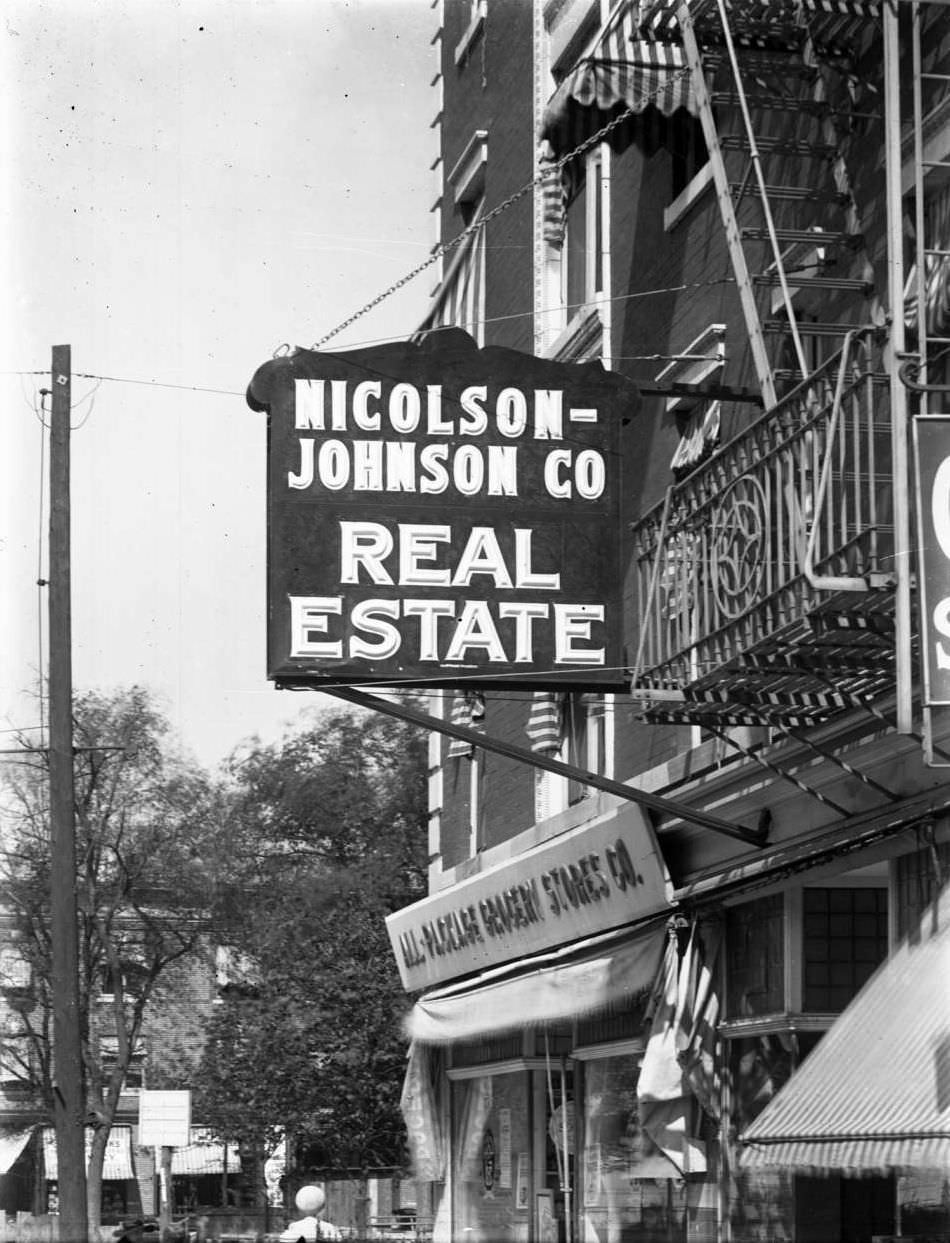 NICOLSON-
JOHNSON CO
REAL
ESTATE
ALL-PACKAGE GROCERY STORES CO.